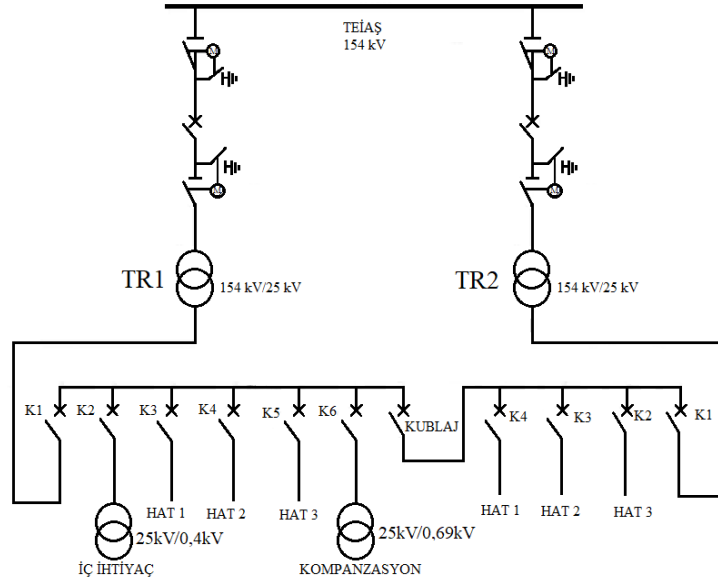 TEİAŞ
154 kV
M
M
M
M
TR1
154 kV/25 kV
TR2
154 kV/25 kV
K1
K2
K3
K4
K5
K6
KUBLAJ
K4
K3
K2
K1
HAT 1
HAT 2
HAT 3
HAT 1
HAT 2
HAT 3
25kV/0,4kV
25kV/0,69kV
İÇ İHTİYAÇ
KOMPANZASYON